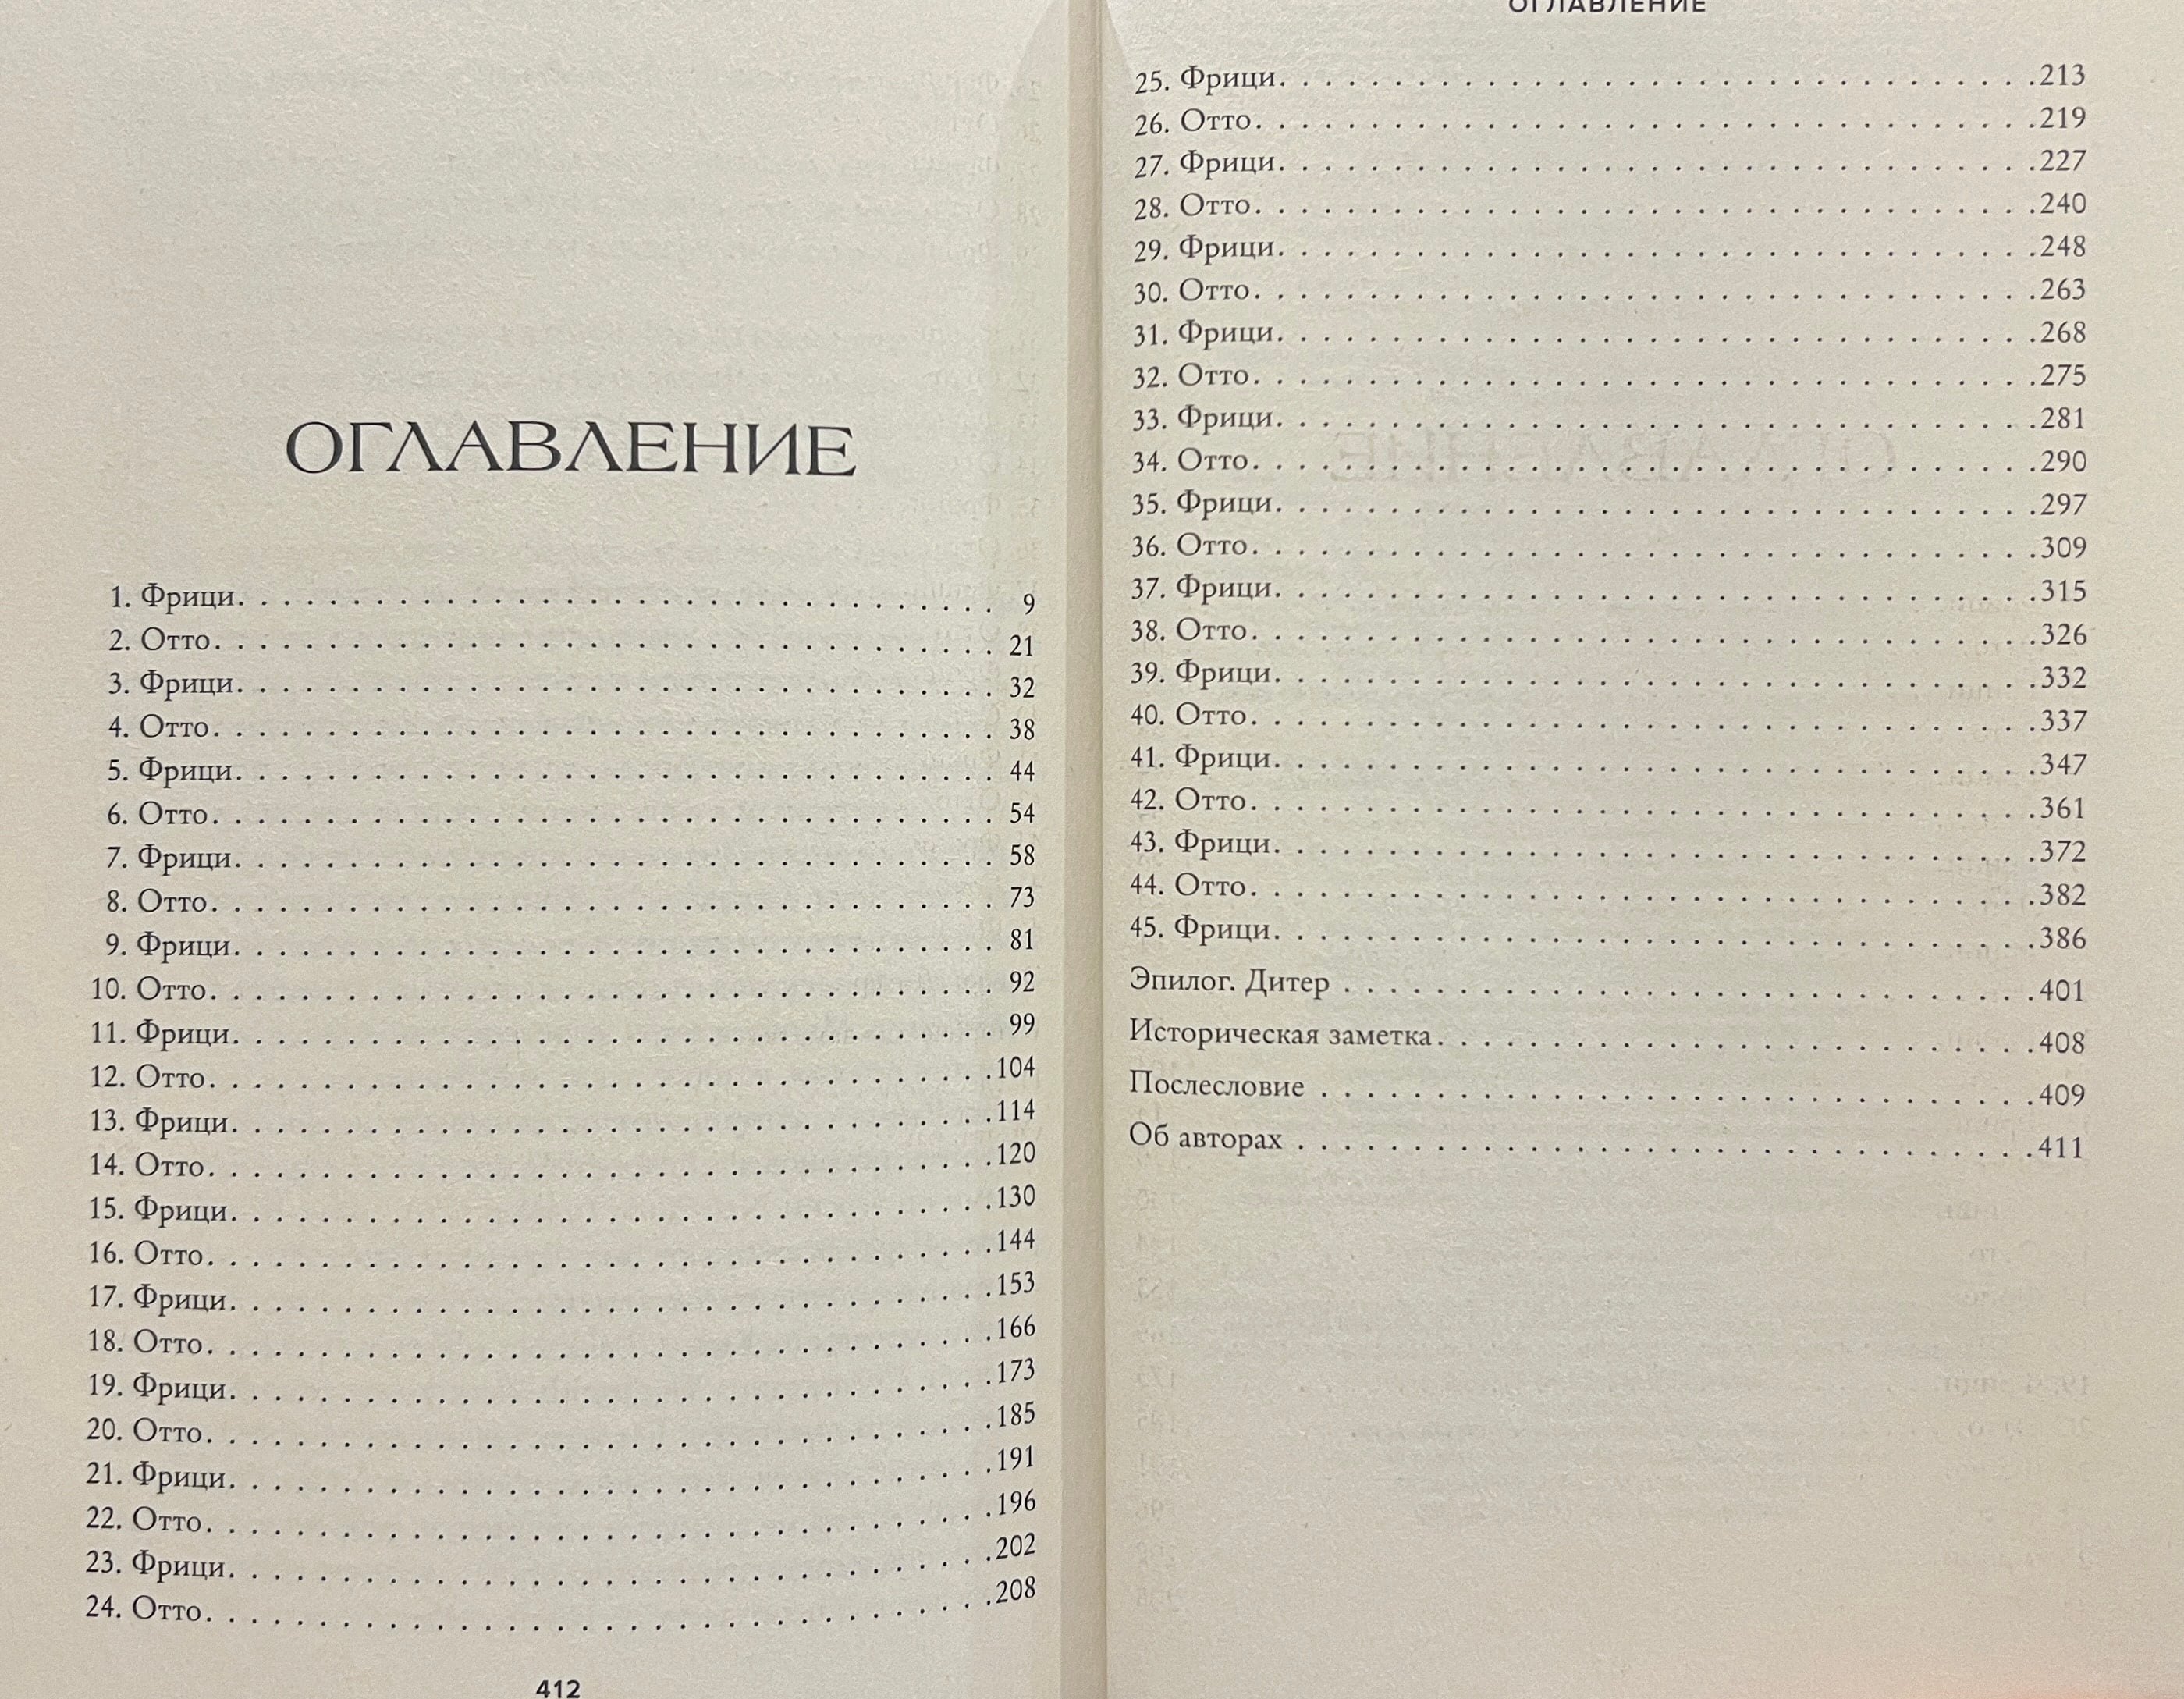 ОГЛАВЛЕНИЕ
1. Фрици. . . . . . . . . . . . . . . . . . . . . . . . . . . . . . . . . 9
2. Отто. . . . . . . . . . . . . . . . . . . . . . . . . . . . . . . . . 21
3. Фрици. . . . . . . . . . . . . . . . . . . . . . . . . . . . . . . . . 32
4. Отто. . . . . . . . . . . . . . . . . . . . . . . . . . . . . . . . . 38
5. Фрици. . . . . . . . . . . . . . . . . . . . . . . . . . . . . . . . . 44
6. Отто. . . . . . . . . . . . . . . . . . . . . . . . . . . . . . . . . 54
7. Фрици. . . . . . . . . . . . . . . . . . . . . . . . . . . . . . . . . 58
8. Отто. . . . . . . . . . . . . . . . . . . . . . . . . . . . . . . . . 73
9. Фрици. . . . . . . . . . . . . . . . . . . . . . . . . . . . . . . . . 81
10. Отто. . . . . . . . . . . . . . . . . . . . . . . . . . . . . . . . . 92
11. Фрици. . . . . . . . . . . . . . . . . . . . . . . . . . . . . . . . . 99
12. Отто. . . . . . . . . . . . . . . . . . . . . . . . . . . . . . . . . .104
13. Фрици. . . . . . . . . . . . . . . . . . . . . . . . . . . . . . . . .114
14. Отто. . . . . . . . . . . . . . . . . . . . . . . . . . . . . . . . . .120
15. Фрици. . . . . . . . . . . . . . . . . . . . . . . . . . . . . . . . .130
16. Отто. . . . . . . . . . . . . . . . . . . . . . . . . . . . . . . . . .144
17. Фрици. . . . . . . . . . . . . . . . . . . . . . . . . . . . . . . . .153
18. Отто. . . . . . . . . . . . . . . . . . . . . . . . . . . . . . . . . .166
19. Фрици. . . . . . . . . . . . . . . . . . . . . . . . . . . . . . . . .173
20. Отто. . . . . . . . . . . . . . . . . . . . . . . . . . . . . . . . . .185
21. Фрици. . . . . . . . . . . . . . . . . . . . . . . . . . . . . . . . .191
22. Отто. . . . . . . . . . . . . . . . . . . . . . . . . . . . . . . . . .196
23. Фрици. . . . . . . . . . . . . . . . . . . . . . . . . . . . . . . . .202
24. Отто. . . . . . . . . . . . . . . . . . . . . . . . . . . . . . . . . .208
412
ОГЛАВЛЕНИЕ
25. Фрици. . . . . . . . . . . . . . . . . . . . . . . . . . . . . . . . .213
26. Отто. . . . . . . . . . . . . . . . . . . . . . . . . . . . . . . . . .219
27. Фрици. . . . . . . . . . . . . . . . . . . . . . . . . . . . . . . . .227
28. Отто. . . . . . . . . . . . . . . . . . . . . . . . . . . . . . . . . .240
29. Фрици. . . . . . . . . . . . . . . . . . . . . . . . . . . . . . . . .248
30. Отто. . . . . . . . . . . . . . . . . . . . . . . . . . . . . . . . . .263
31. Фрици. . . . . . . . . . . . . . . . . . . . . . . . . . . . . . . . .268
32. Отто. . . . . . . . . . . . . . . . . . . . . . . . . . . . . . . . . .275
33. Фрици. . . . . . . . . . . . . . . . . . . . . . . . . . . . . . . . .281
34. Отто. . . . . . . . . . . . . . . . . . . . . . . . . . . . . . . . . .290
35. Фрици. . . . . . . . . . . . . . . . . . . . . . . . . . . . . . . . .297
36. Отто. . . . . . . . . . . . . . . . . . . . . . . . . . . . . . . . . .309
37. Фрици. . . . . . . . . . . . . . . . . . . . . . . . . . . . . . . . .315
38. Отто. . . . . . . . . . . . . . . . . . . . . . . . . . . . . . . . . .326
39. Фрици. . . . . . . . . . . . . . . . . . . . . . . . . . . . . . . . .332
40. Отто. . . . . . . . . . . . . . . . . . . . . . . . . . . . . . . . . .337
41. Фрици. . . . . . . . . . . . . . . . . . . . . . . . . . . . . . . . .347
42. Отто. . . . . . . . . . . . . . . . . . . . . . . . . . . . . . . . . .361
43. Фрици. . . . . . . . . . . . . . . . . . . . . . . . . . . . . . . . .372
44. Отто. . . . . . . . . . . . . . . . . . . . . . . . . . . . . . . . . .382
45. Фрици. . . . . . . . . . . . . . . . . . . . . . . . . . . . . . . . .386
Эпилог. Дитер . . . . . . . . . . . . . . . . . . . . . . . . . . . . . .401
Историческая заметка. . . . . . . . . . . . . . . . . . . . . . . . . .408
Послесловие . . . . . . . . . . . . . . . . . . . . . . . . . . . . . . .409
Об авторах . . . . . . . . . . . . . . . . . . . . . . . . . . . . . . . .411